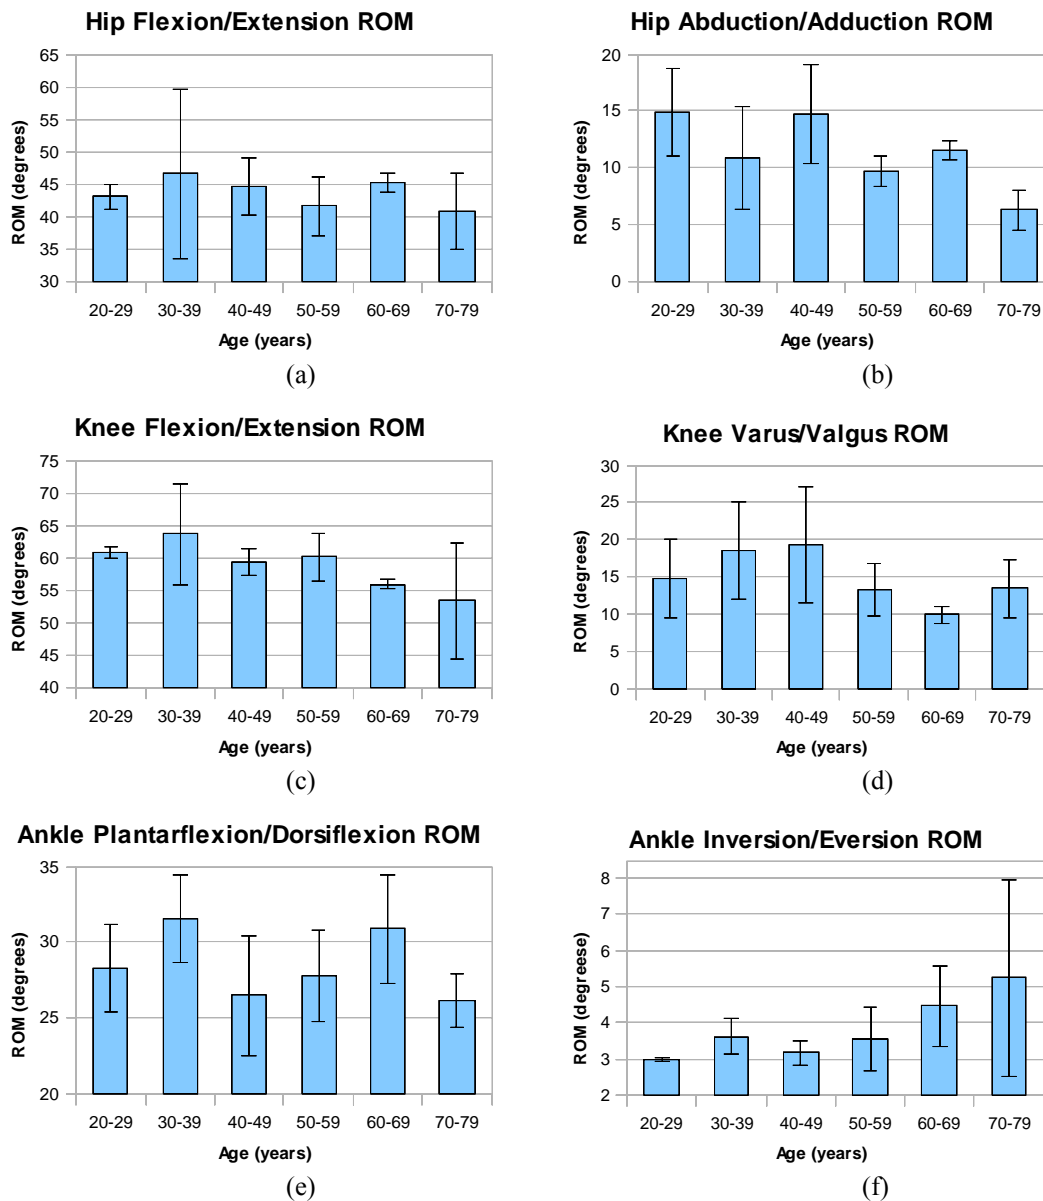 Hip Flexion/Extension ROM
65
60
55
50
45
40
35
30
ROM (degrees)
20-29 30-39 40-49 50-59 60-69 70-79
Age (years)
(a)
Hip Abduction/Adduction ROM
20
15
10
5
0
ROM (degrees)
20-29 30-39 40-49 50-59 60-69 70-79
Age (years)
(b)
Knee Flexion/Extension ROM
75
70
65
60
55
50
45
40
ROM (degrees)
20-29 30-39 40-49 50-59 60-69 70-79
Age (years)
(c)
Knee Varus/Valgus ROM
30
25
20
15
10
5
0
ROM (degrees)
20-29 30-39 40-49 50-59 60-69 70-79
Age (years)
(d)
Ankle Plantarflexion/Dorsiflexion ROM
35
30
25
20
ROM (degrees)
20-29 30-39 40-49 50-59 60-69 70-79
Age (years)
(e)
Ankle Inversion/Eversion ROM
8
7
6
5
4
3
2
ROM (degreese)
20-29 30-39 40-49 50-59 60-69 70-79
Age (years)
(f)